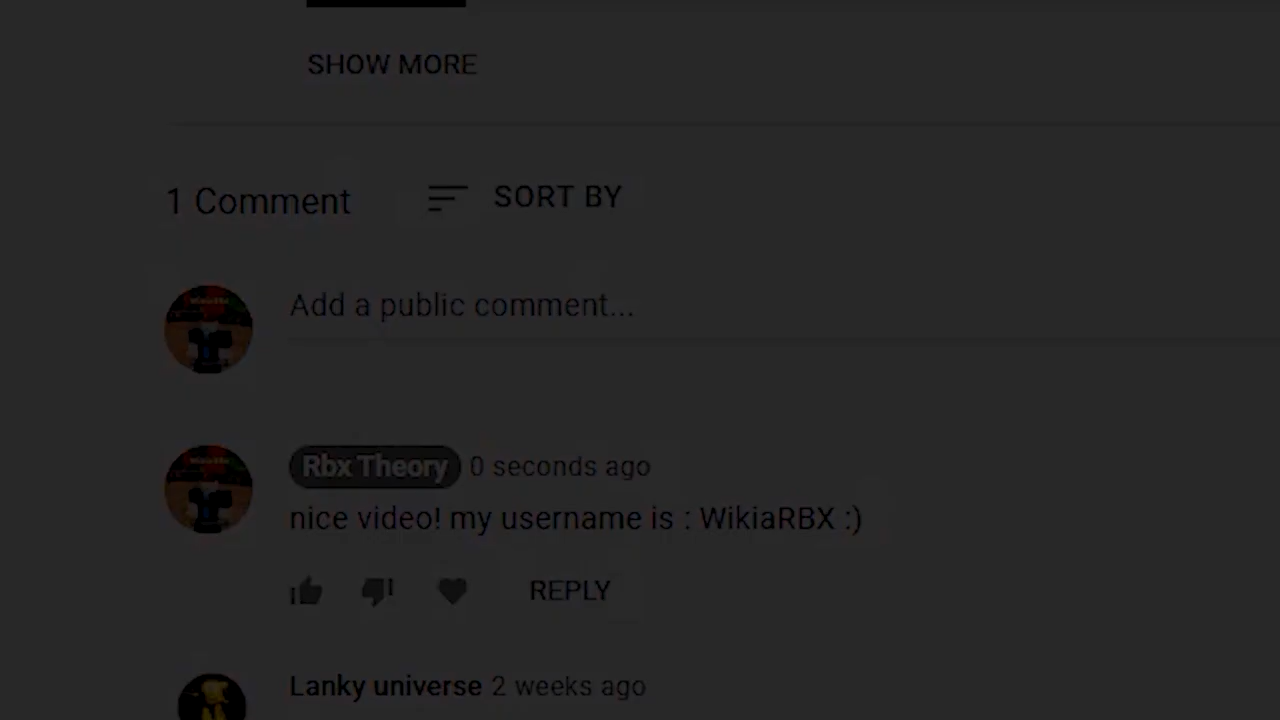 SHOW MORE
1 Comment
SORT BY
Add a public comment...
Rbx Theory 0 seconds ago
nice video! my username is : WikiaRBX :)
REPLY
Lanky universe 2 weeks ago